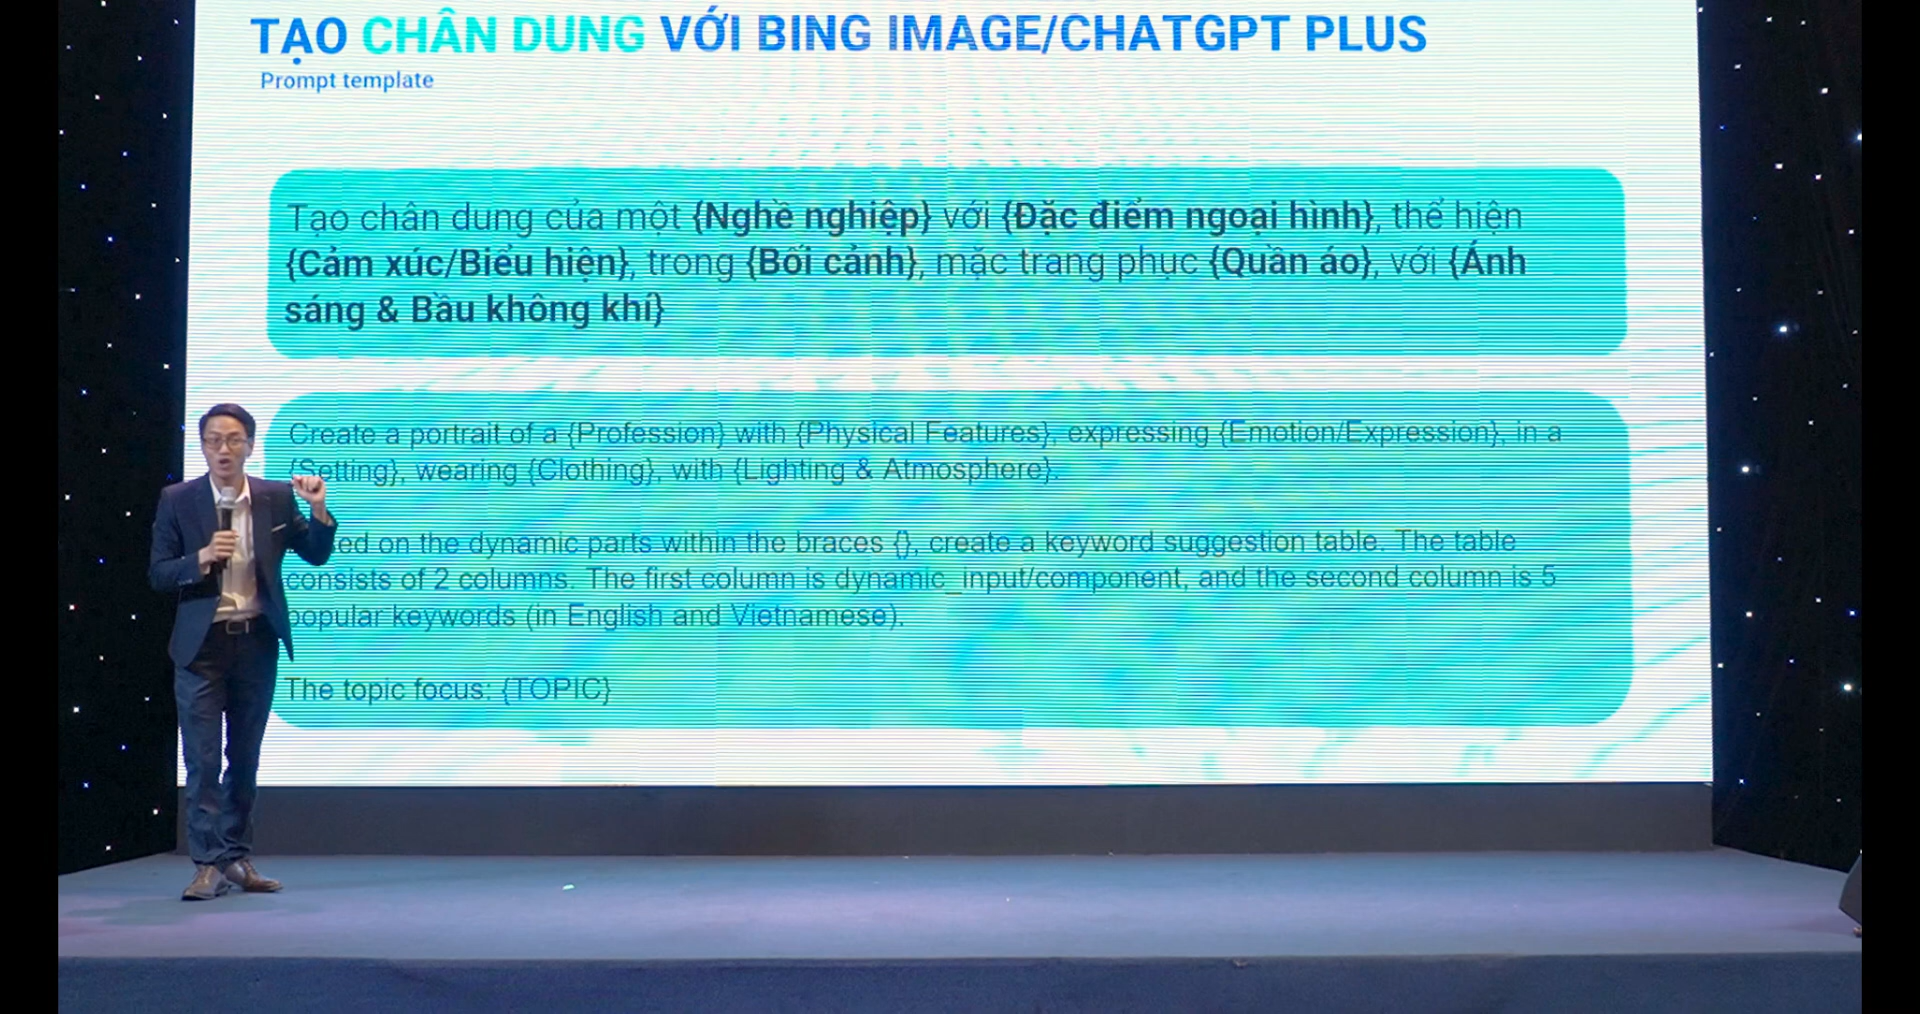 TẠO CHÂN DUNG VỚI BING IMAGE/CHATGPT PLUS
Prompt template
Tạo chân dung của một {Nghề nghiệp} với {Đặc điểm ngoại hình}, thể hiện
{Cảm xúc/Biểu hiện}, trong {Bối cảnh}, mặc trang phục {Quần áo}, với {Ánh
sáng & Bầu không khí}
Create a portrait of a {Profession} with {Physical Features}, expressing {Emotion/Expression}, in a
{Setting}, wearing {Clothing}, with {Lighting & Atmosphere}.
on the dynamic parts within the braces {}, create a keyword suggestion table. The table
consists of 2 columns. The first column is dynamic_input/component, and the second column is 5
popular keywords (in English and Vietnamese).
The topic focus: {TOPIC}